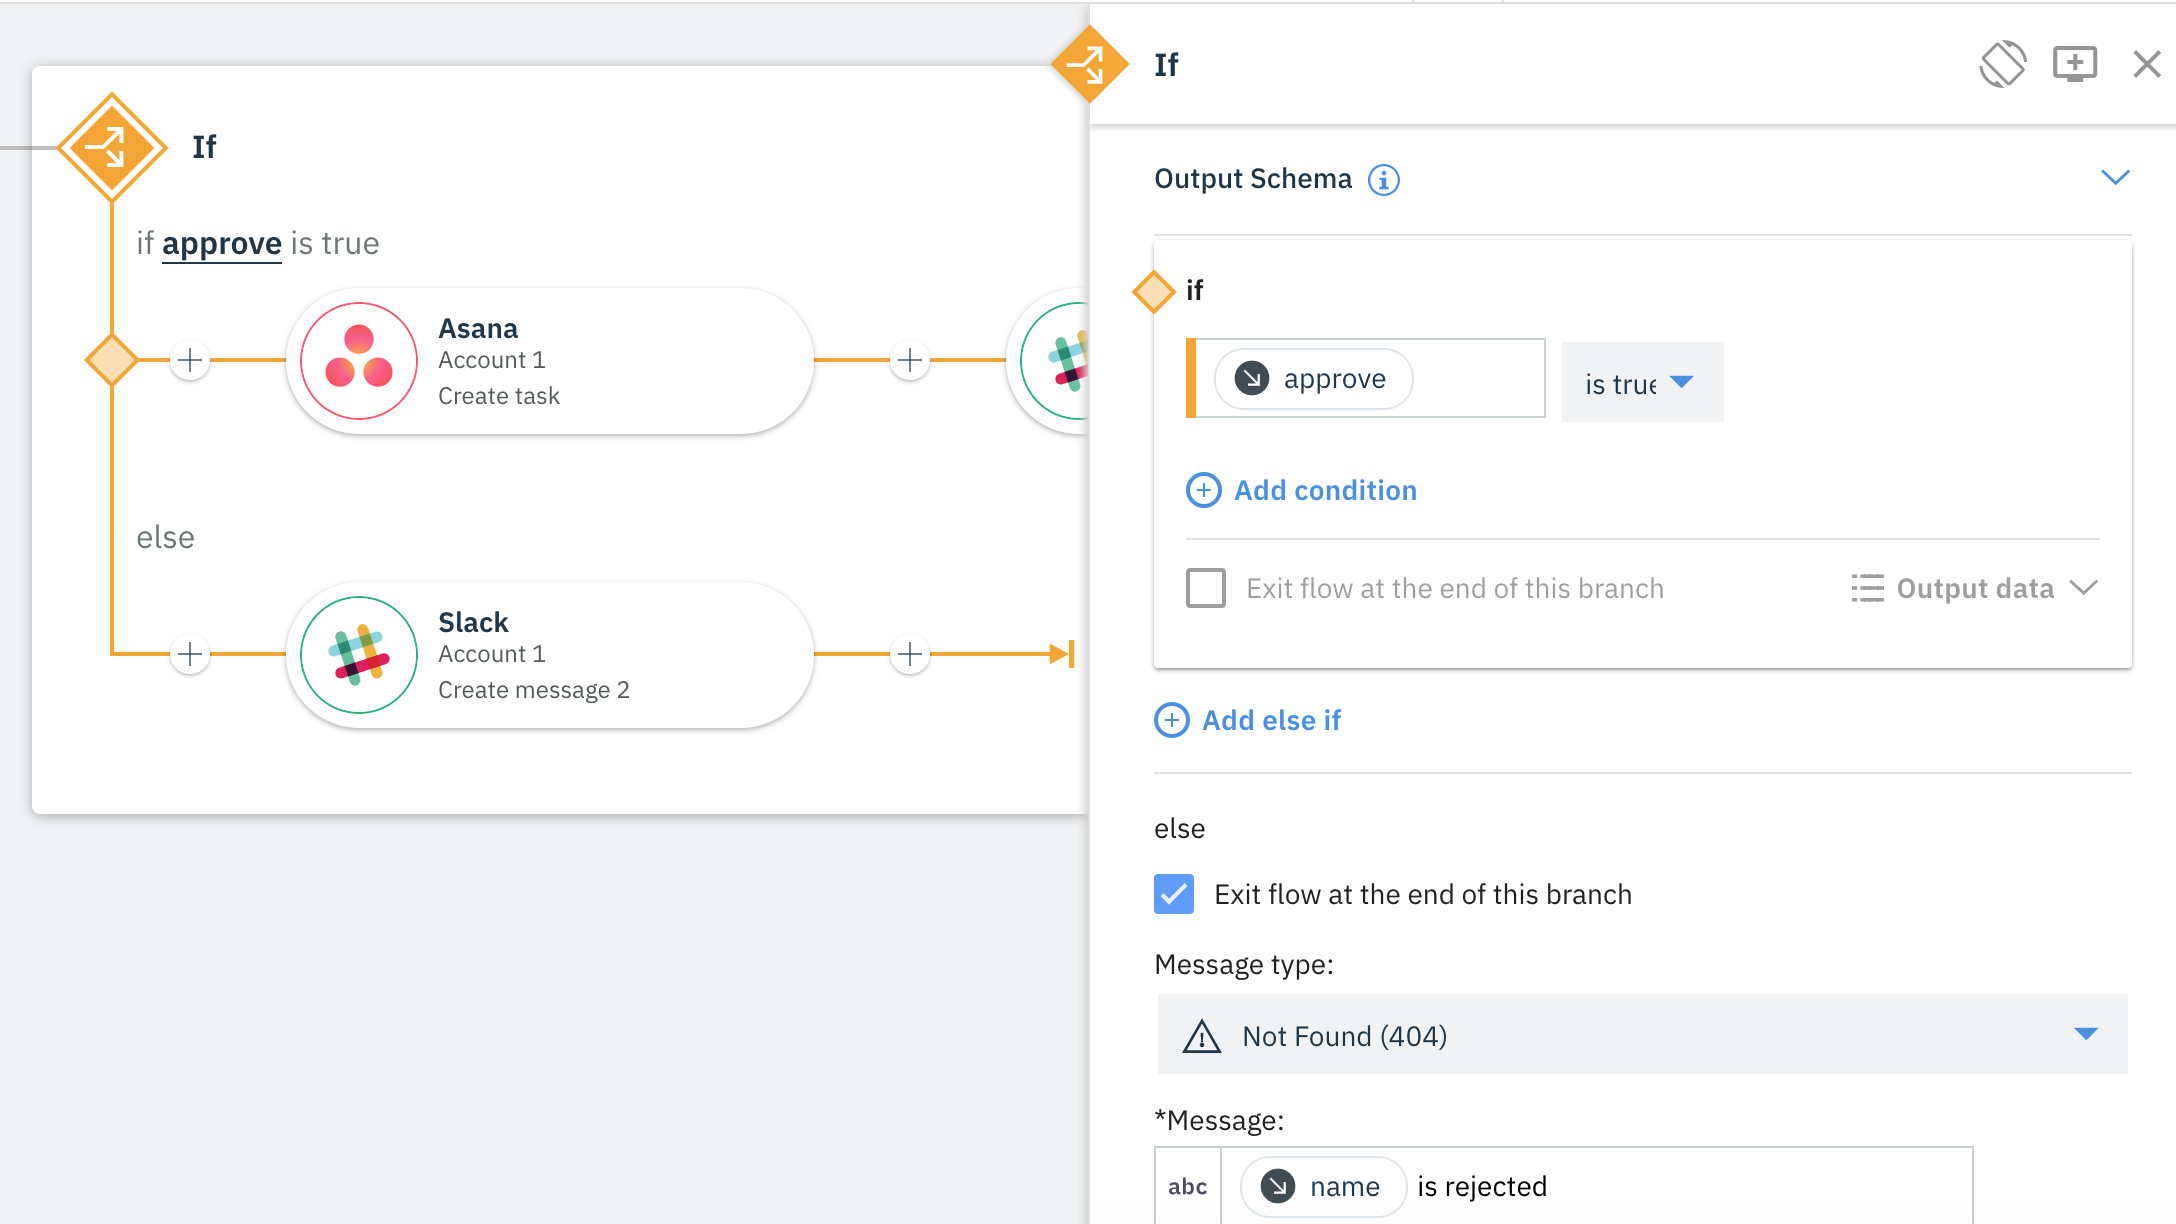 If
if approve is true
Asana
Account 1
Create task
else
Slack
Account 1
Create message 2
If
Output Schema
if
approve
is true
Add condition
Exit flow at the end of this branch
Output data
Add else if
else
Exit flow at the end of this branch
Message type:
Not Found (404)
*Message:
abc
name is rejected